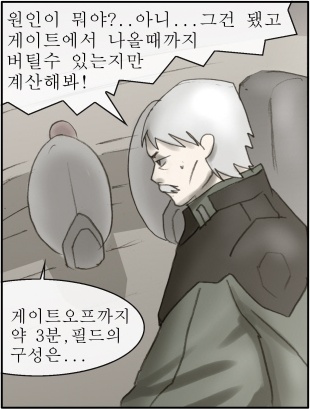 원인이 뭐야?..아니...그건 됐고
게이트에서 나올때까지
버틸수 있는지만
계산해봐!
게이트오프까지
약 3분,필드의
구성은...